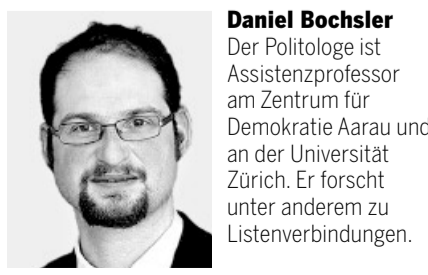 Daniel Bochsler
Der Politologe ist
Assistenzprofessor
am Zentrum für
Demokratie Aarau und
an der Universität
Zürich. Er forscht
unter anderem zu
Listenverbindungen.